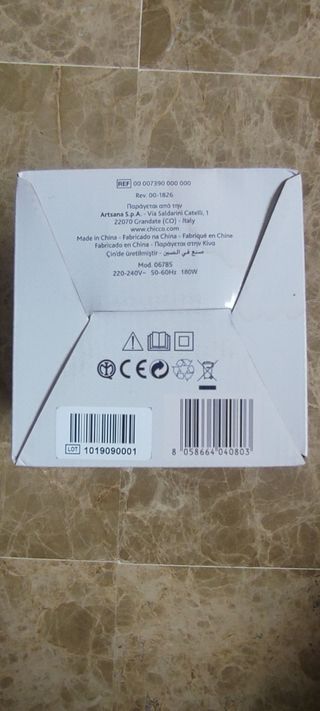 REF 00 007390 000 000
Rev. 00-1826
Παράγεται από την
Artsana S.p.A. - Via Saldarini Catelli, 1
22070 Grandate (CO) - Italy
www.chicco.com
Made in China - Fabricado na China - Fabriqué en Chine
Fabricado en China - Παράγεται στην Κίνα
Çin'de üretilmiştir - صنع في الصين
Mod. 06785
220-240V~ 50-60Hz 180W
CE
LOT 1019090001
8 058664 040803